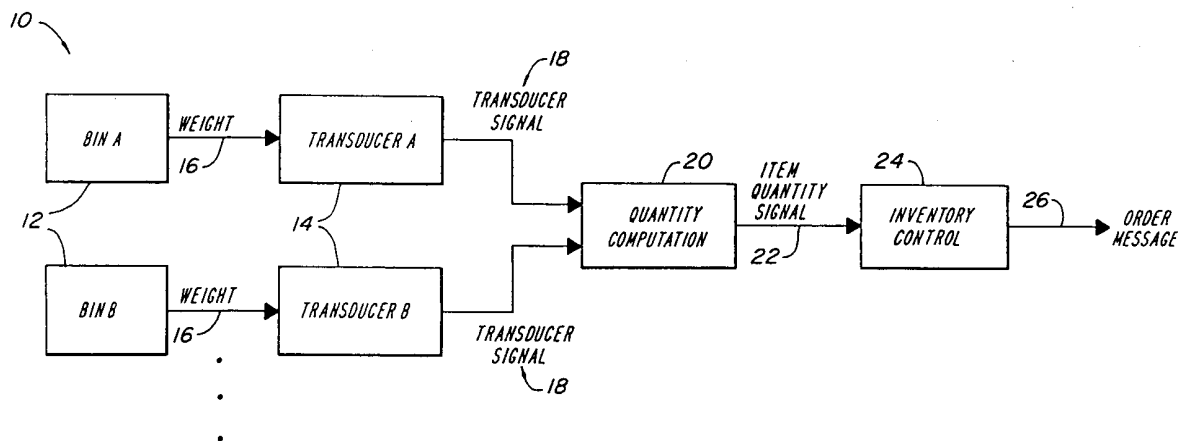 10
18
TRANSDUCER
SIGNAL
BIN A
WEIGHT
16
TRANSDUCER A
12
14
20
QUANTITY
COMPUTATION
ITEM
QUANTITY
SIGNAL
22
24
INVENTORY
CONTROL
26
ORDER
MESSAGE
BIN B
WEIGHT
16
TRANSDUCER B
TRANSDUCER
SIGNAL
18